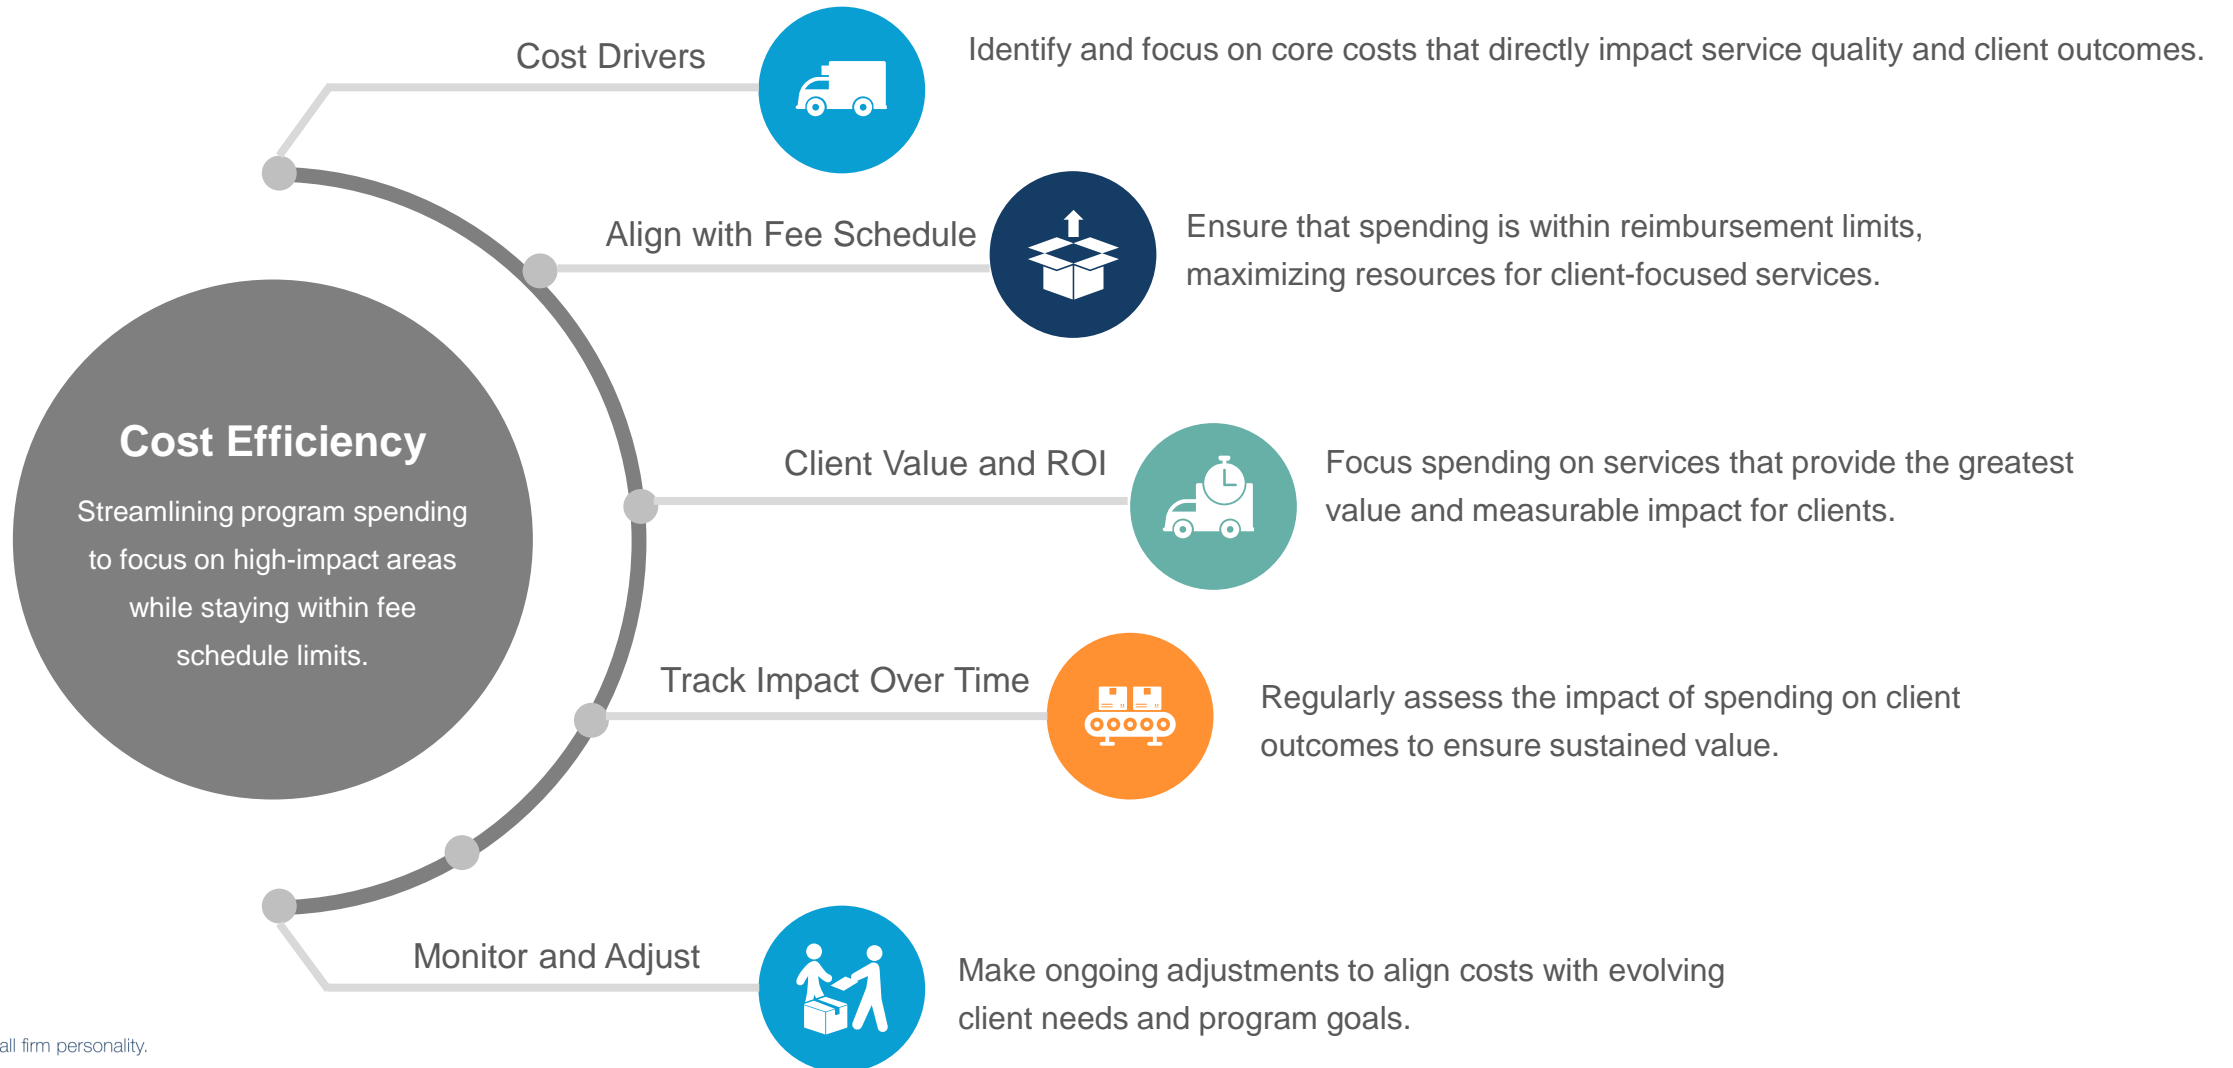 Cost Drivers
Identify and focus on core costs that directly impact service quality and client outcomes.
Align with Fee Schedule
Ensure that spending is within reimbursement limits,
maximizing resources for client-focused services.
Cost Efficiency
Streamlining program spending
to focus on high-impact areas
while staying within fee
schedule limits.
Client Value and ROI
Focus spending on services that provide the greatest
value and measurable impact for clients.
Track Impact Over Time
Regularly assess the impact of spending on client
outcomes to ensure sustained value.
Monitor and Adjust
Make ongoing adjustments to align costs with evolving
client needs and program goals.
all firm personality.